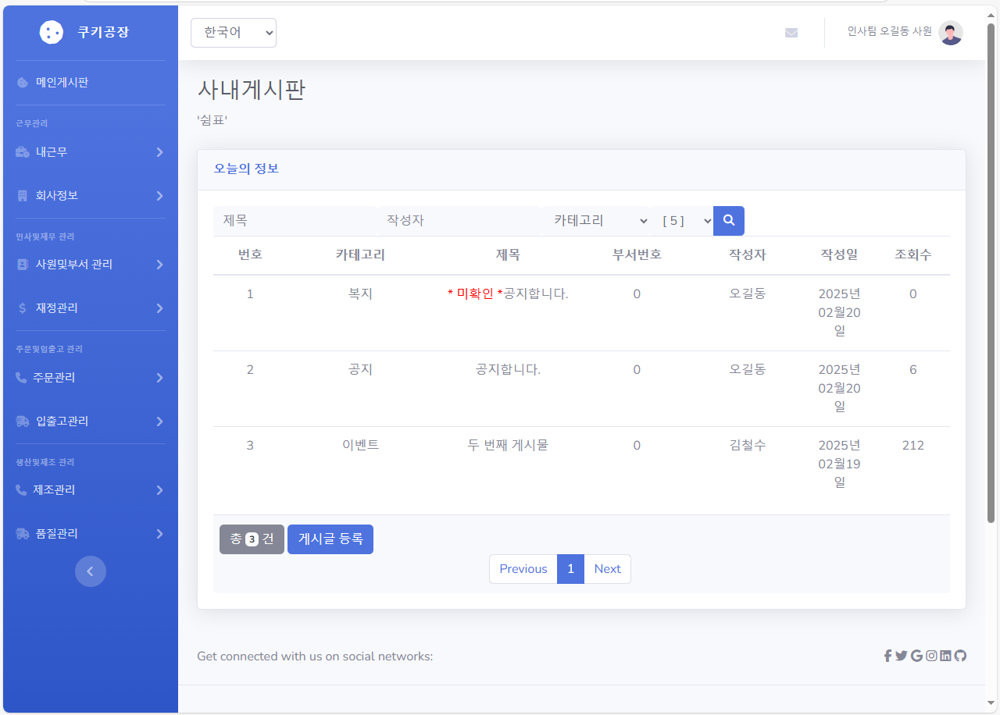 쿠키공장
메인게시판
근무관리
내근무
회사정보
인사및재무 관리
사원및부서 관리
재정관리
주문및입출고 관리
주문관리
입출고관리
생산및제조 관리
제조관리
품질관리
한국어
인사팀 오길동 사원
사내게시판
'쉼표'
오늘의 정보
제목 작성자 카테고리 [ 5 ]
번호 카테고리 제목 부서번호 작성자 작성일 조회수
1 복지 * 미확인 *공지합니다. 0 오길동 2025년 0
02월20
일
2 공지 공지합니다. 0 오길동 2025년 6
02월20
일
3 이벤트 두 번째 게시물 0 김철수 2025년 212
02월19
일
총 3 건 게시글 등록
Previous 1 Next
Get connected with us on social networks: